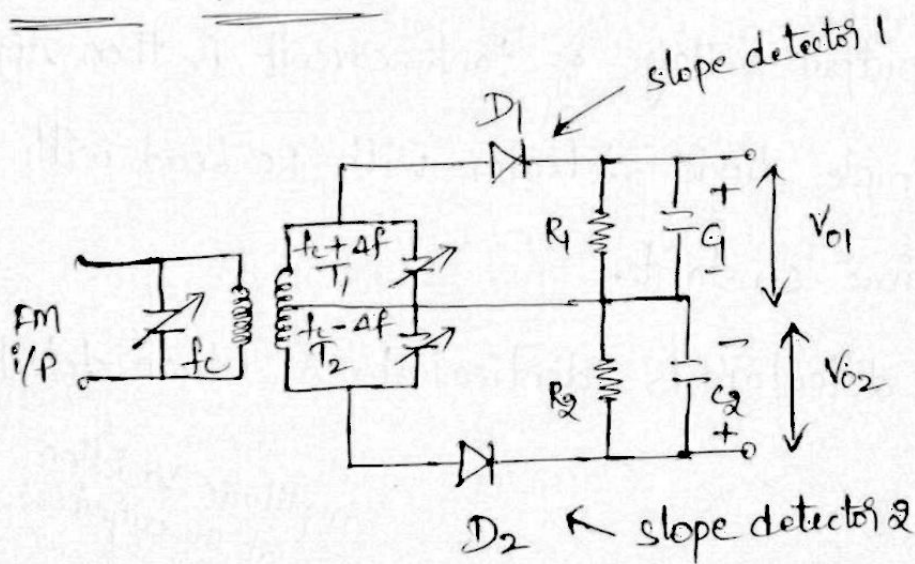 slope detector 1
D1
fc + Δf
T1
R1
C1
+
-
V01
FM
i/P
fc
fc - Δf
T2
R2
C2
-
+
V02
D2
slope detector 2